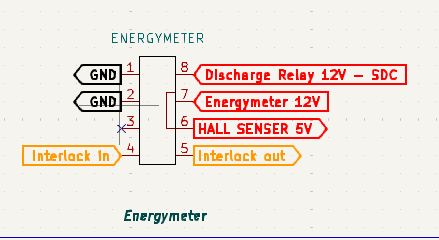 ENERGYMETER
GND 1 8 Discharge Relay 12V – SDC
GND 2 7 Energymeter 12V
3 6 HALL SENSER 5V
Interlock in 4 5 Interlock out
Energymeter